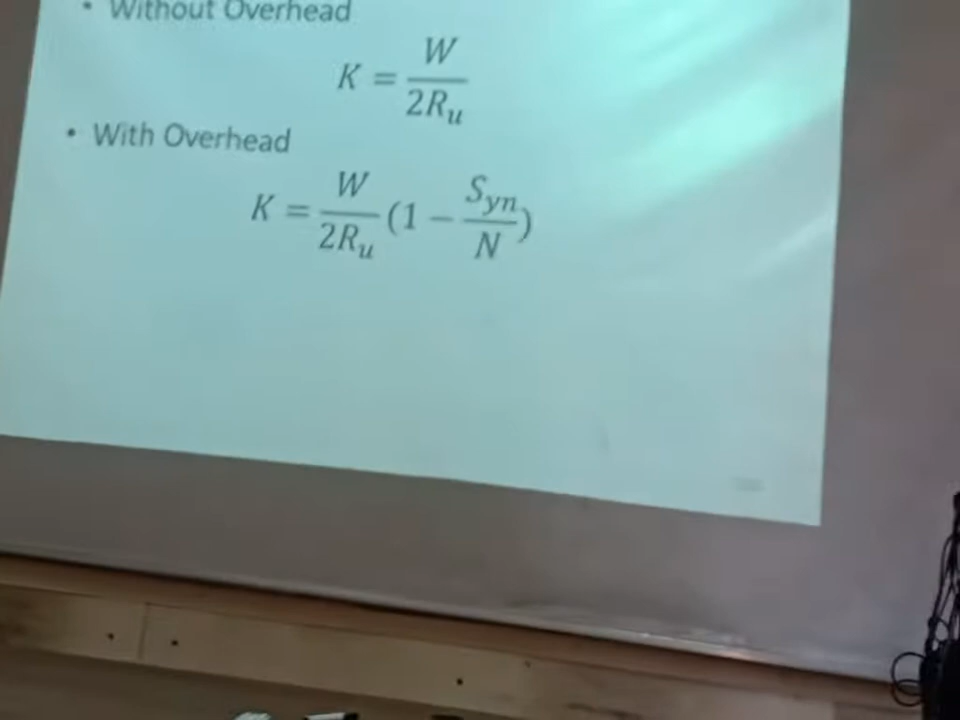 • Without Overhead
K = W / 2R_u
• With Overhead
K = W / 2R_u (1 − S_yn / N)